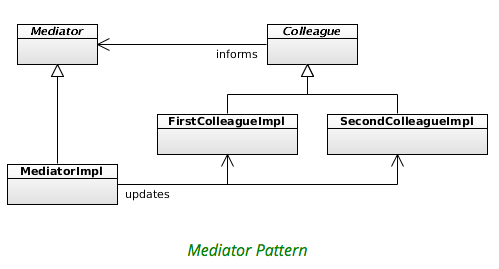 Mediator
Colleague
informs
FirstColleagueImpl
SecondColleagueImpl
MediatorImpl
updates
Mediator Pattern